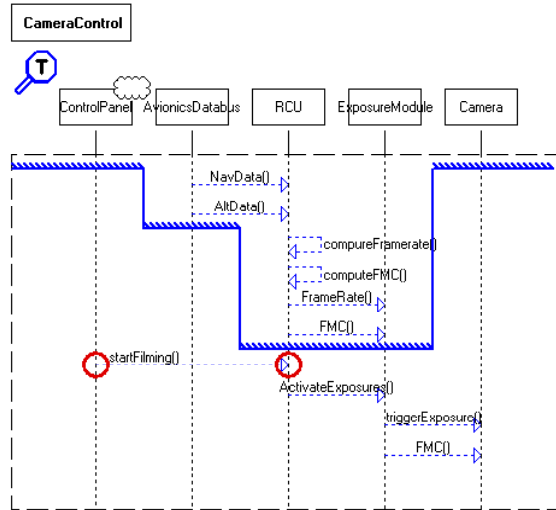 CameraControl
T
ControlPanel AvionicsDatabus RCU ExposureModule Camera
NavData()
AltData()
compureFramerate()
computeFMC()
FrameRate()
FMC()
startFilming()
ActivateExposures()
triggerExposure()
FMC()